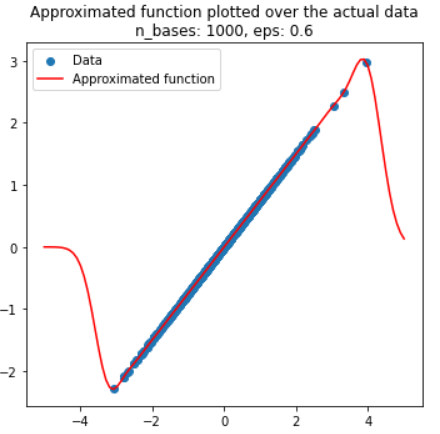 Approximated function plotted over the actual data
n_bases: 1000, eps: 0.6
Data
Approximated function
3
2
1
0
−1
−2
−4
−2
0
2
4